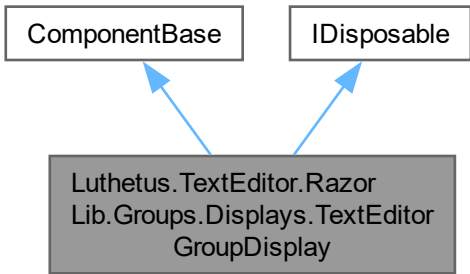 ComponentBase
IDisposable
Luthetus.TextEditor.Razor
Lib.Groups.Displays.TextEditor
GroupDisplay